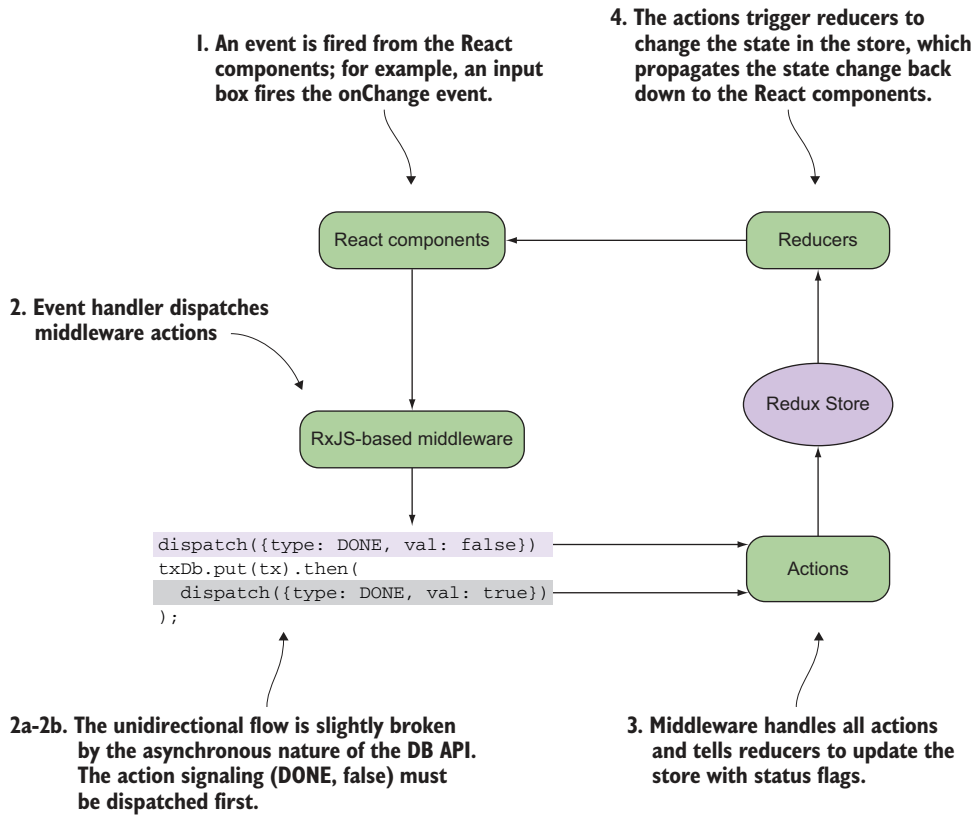 1. An event is fired from the React
components; for example, an input
box fires the onChange event.
4. The actions trigger reducers to
change the state in the store, which
propagates the state change back
down to the React components.
React components
Reducers
2. Event handler dispatches
middleware actions
Redux Store
RxJS-based middleware
dispatch({type: DONE, val: false})
txDb.put(tx).then(
  dispatch({type: DONE, val: true})
);
Actions
2a-2b. The unidirectional flow is slightly broken
by the asynchronous nature of the DB API.
The action signaling (DONE, false) must
be dispatched first.
3. Middleware handles all actions
and tells reducers to update the
store with status flags.